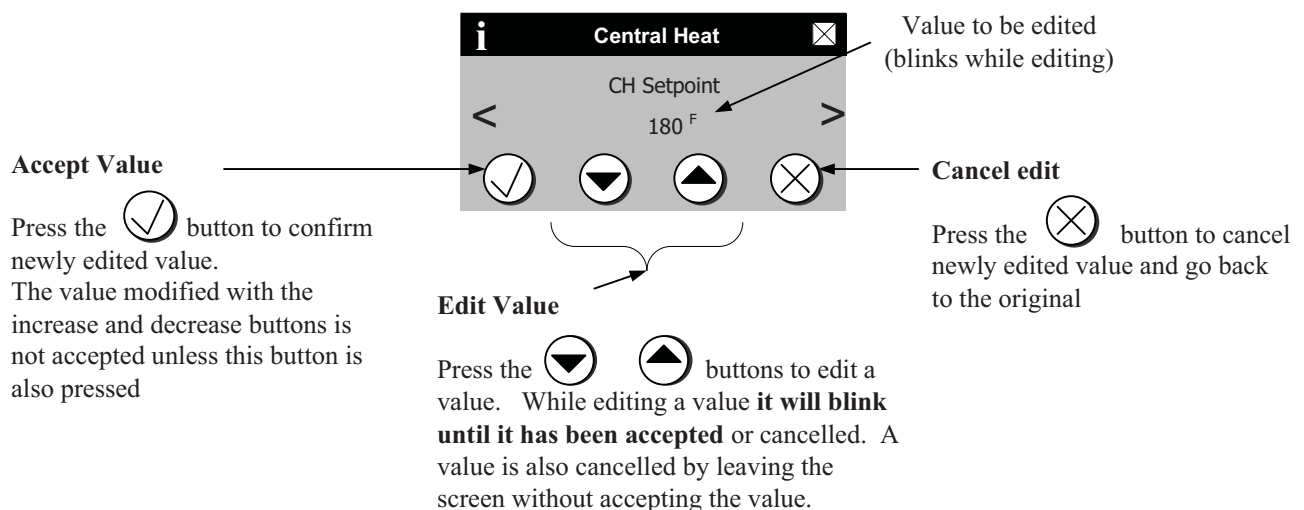 i Central Heat
CH Setpoint
< 180 F >
Value to be edited
(blinks while editing)
Accept Value
Press the button to confirm
newly edited value.
The value modified with the
increase and decrease buttons is
not accepted unless this button is
also pressed
Edit Value
Press the buttons to edit a
value. While editing a value it will blink
until it has been accepted or cancelled. A
value is also cancelled by leaving the
screen without accepting the value.
Cancel edit
Press the button to cancel
newly edited value and go back
to the original